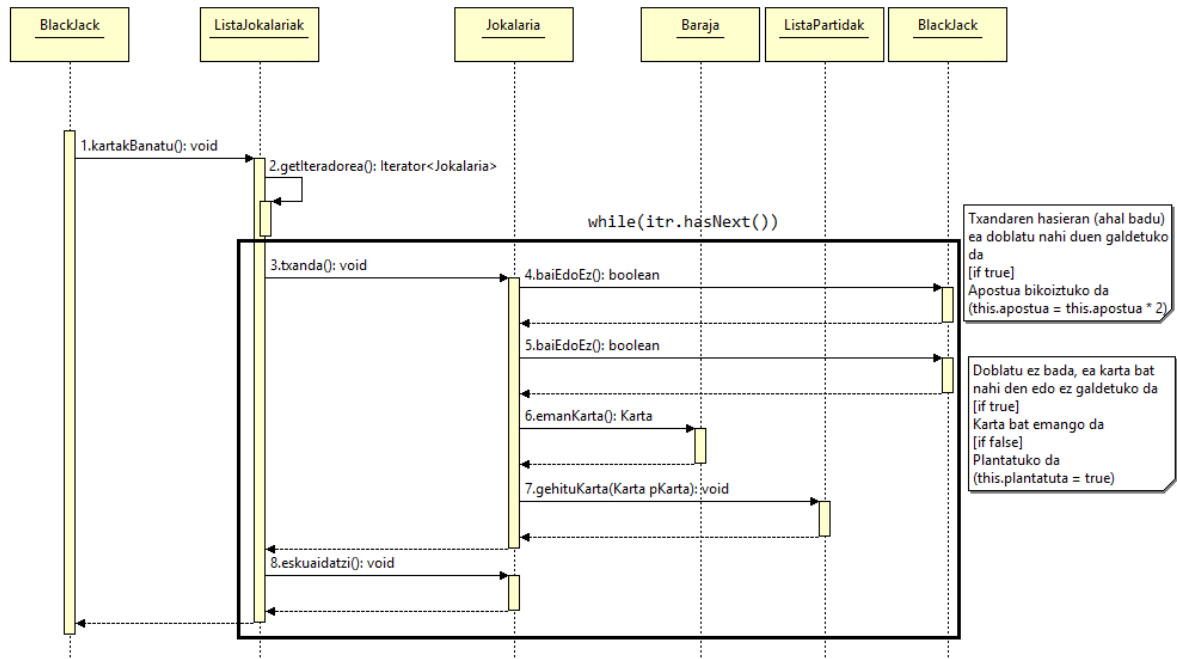 BlackJack
ListaJokalariak
Jokalaria
Baraja
ListaPartidak
BlackJack
1.kartakBanatu(): void
2.getIteradorea(): Iterator<Jokalaria>
while(itr.hasNext())
Txandaren hasieran (ahal badu)
ea doblatu nahi duen galdetuko
da
[if true]
Apostua bikoiztuko da
(this.apostua = this.apostua * 2)
3.txanda(): void
4.baiEdoEz(): boolean
5.baiEdoEz(): boolean
Doblatu ez bada, ea karta bat
nahi den edo ez galdetuko da
[if true]
Karta bat emango da
[if false]
Plantatuko da
(this.plantatuta = true)
6.emanKarta(): Karta
7.gehituKarta(Karta pKarta): void
8.eskuaidatzi(): void